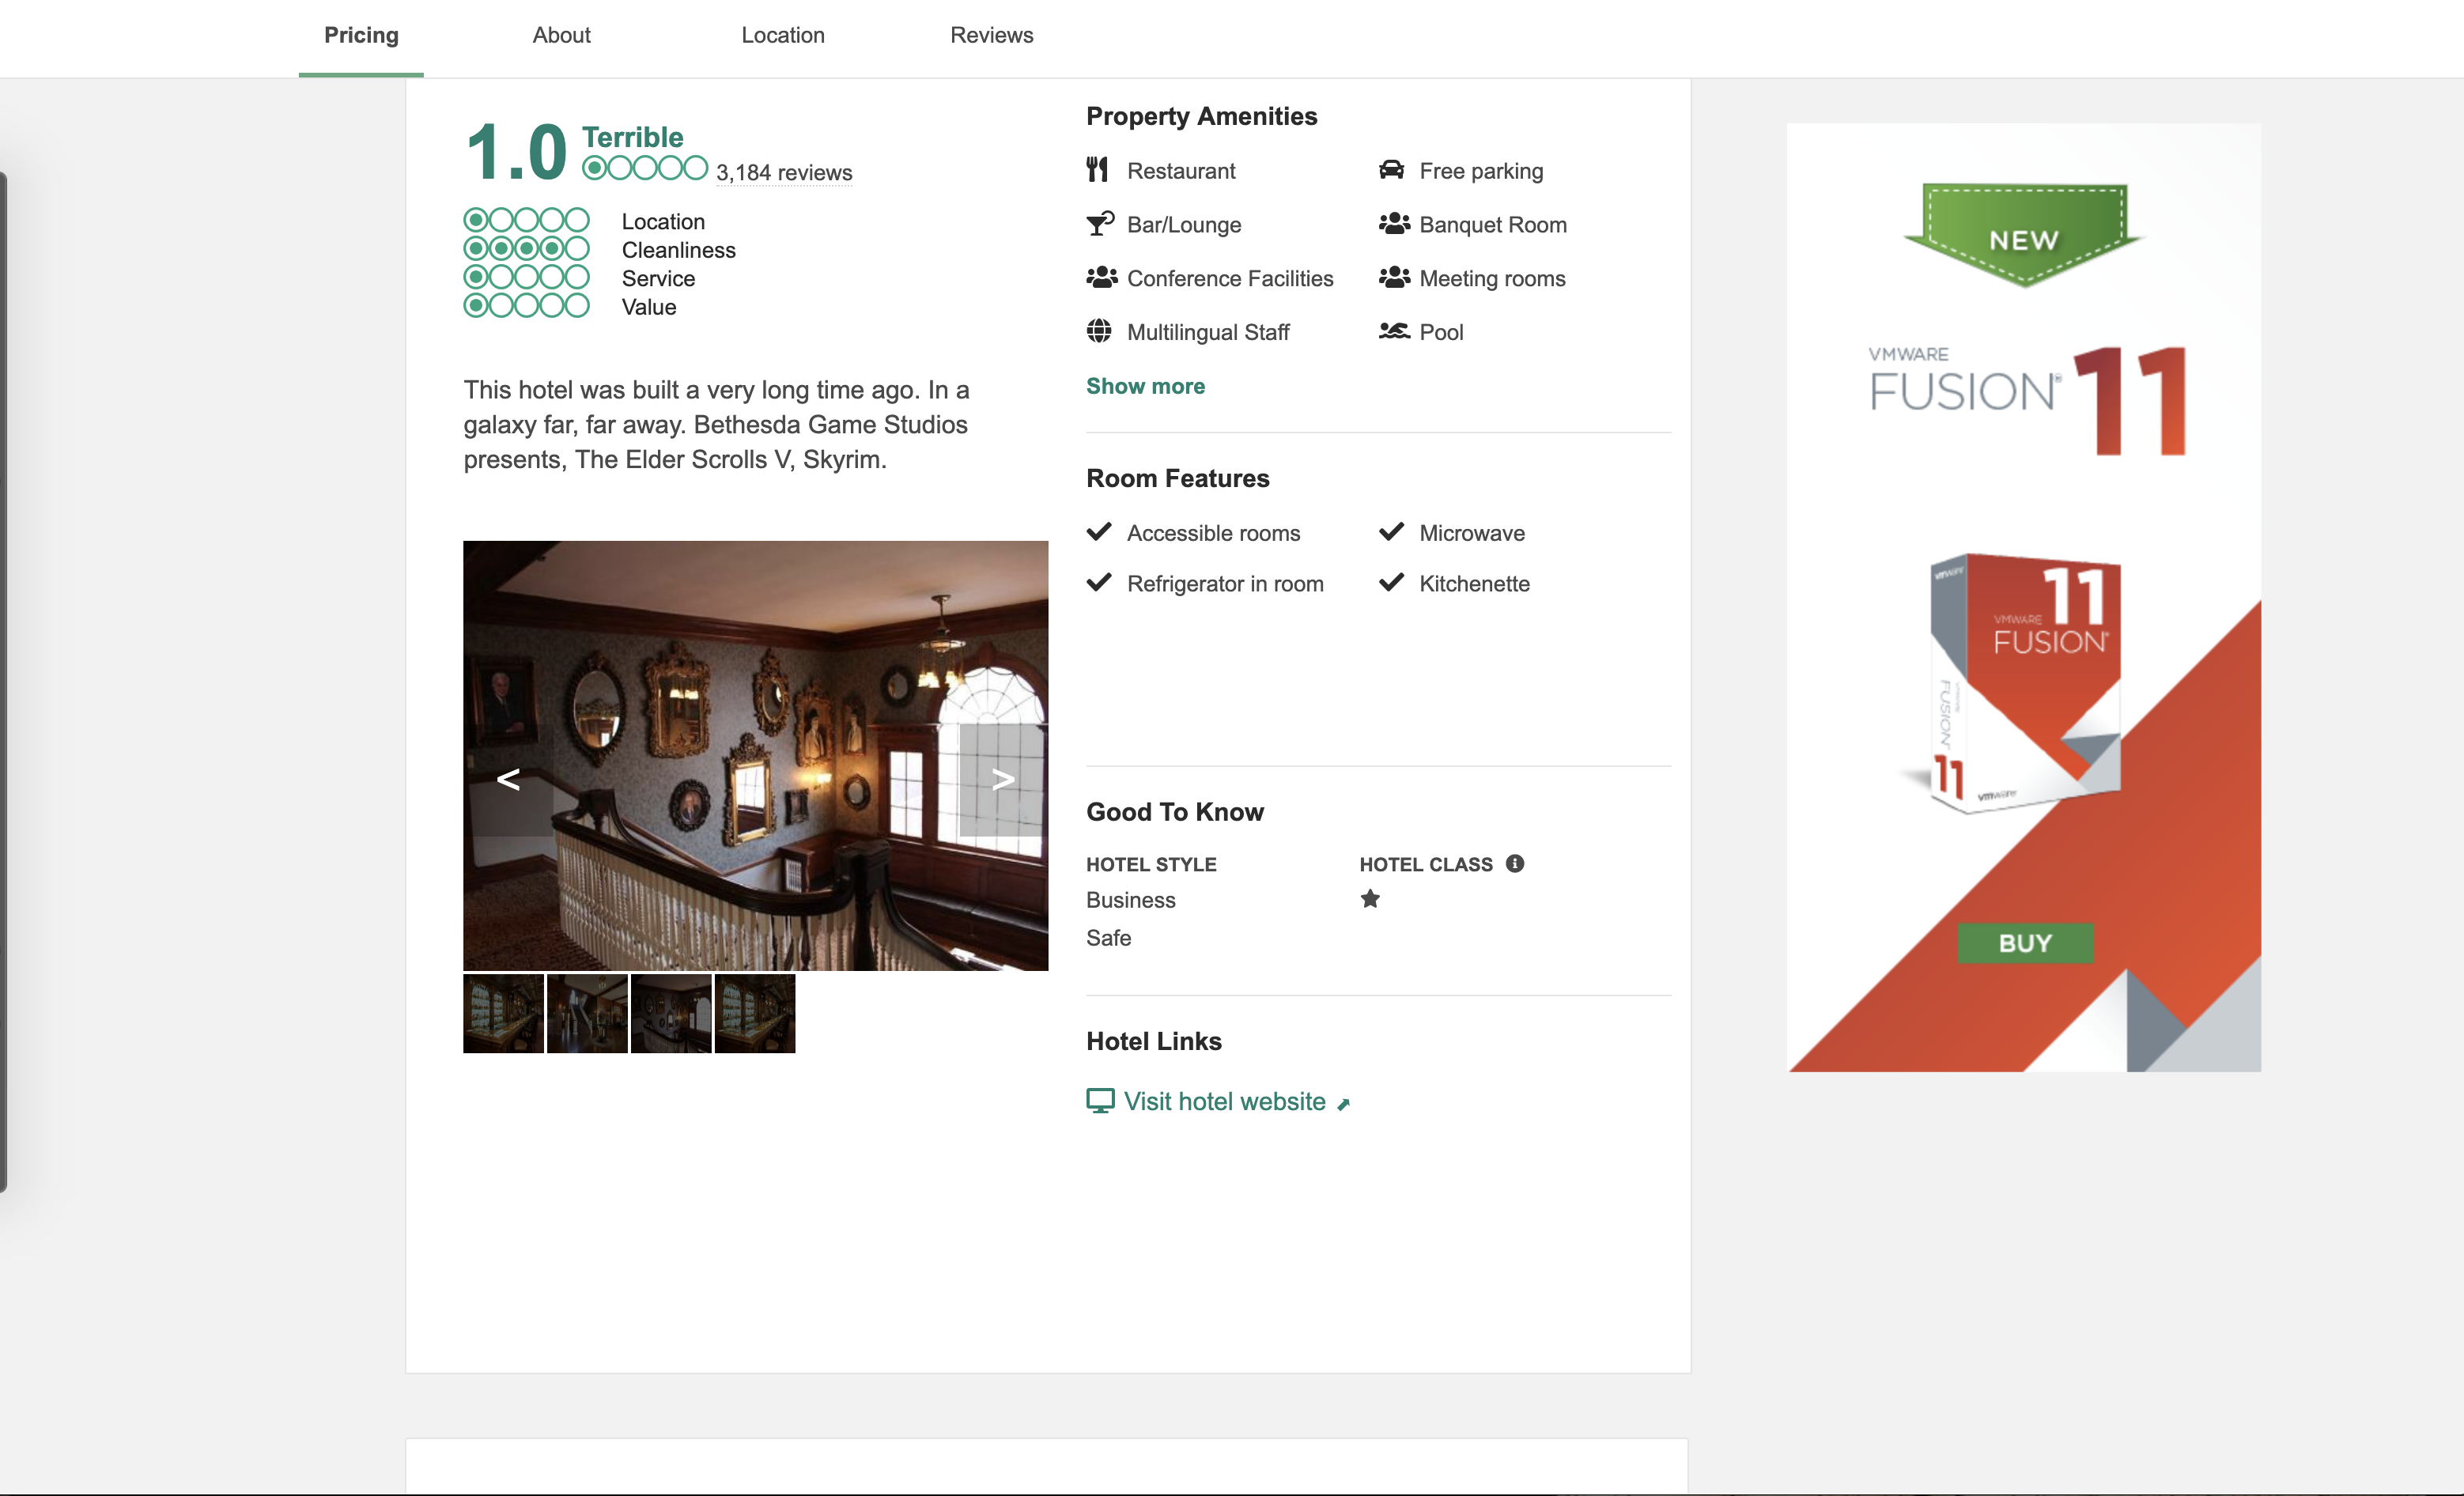 Pricing
About
Location
Reviews
1.0
Terrible
3,184 reviews
Location
Cleanliness
Service
Value
This hotel was built a very long time ago. In a
galaxy far, far away. Bethesda Game Studios
presents, The Elder Scrolls V, Skyrim.
<
>
Property Amenities
Restaurant
Free parking
Bar/Lounge
Banquet Room
Conference Facilities
Meeting rooms
Multilingual Staff
Pool
Show more
Room Features
Accessible rooms
Microwave
Refrigerator in room
Kitchenette
Good To Know
HOTEL STYLE
HOTEL CLASS
Business
Safe
Hotel Links
Visit hotel website
NEW
VMWARE
FUSION® 11
vmware
11
VMWARE
FUSION®
VMWARE
FUSION
11
vmware
BUY